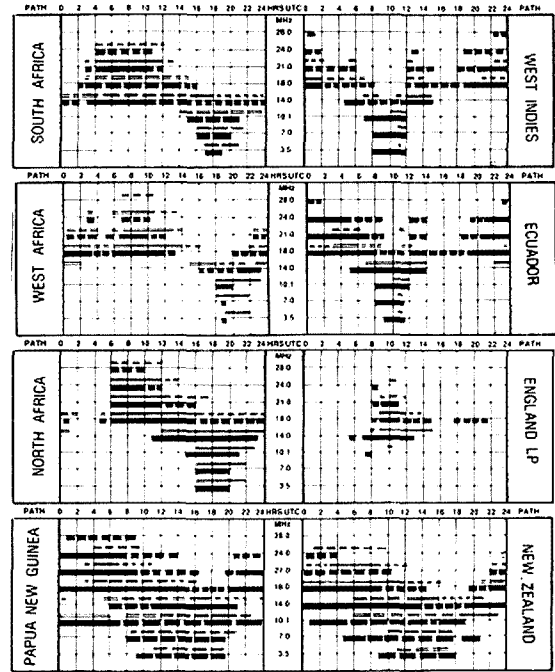 PATH 0 2 4 6 8 10 12 14 16 18 20 22 24 HRS UTC 0 2 4 6 8 10 12 14 16 18 20 22 24 PATH
SOUTH AFRICA
MHz
28.0
24.0
21.0
18.0
14.0
10.1
7.0
3.5
WEST INDIES
PATH 0 2 4 6 8 10 12 14 16 18 20 22 24 HRS UTC 0 2 4 6 8 10 12 14 16 18 20 22 24 PATH
WEST AFRICA
MHz
28.0
24.0
21.0
18.0
14.0
10.1
7.0
3.5
ECUADOR
PATH 0 2 4 6 8 10 12 14 16 18 20 22 24 HRS UTC 0 2 4 6 8 10 12 14 16 18 20 22 24 PATH
NORTH AFRICA
MHz
28.0
24.0
21.0
18.0
14.0
10.1
7.0
3.5
ENGLAND LP
PATH 0 2 4 6 8 10 12 14 16 18 20 22 24 HRS UTC 0 2 4 6 8 10 12 14 16 18 20 22 24 PATH
PAPUA NEW GUINEA
MHz
28.0
24.0
21.0
18.0
14.0
10.1
7.0
3.5
NEW ZEALAND